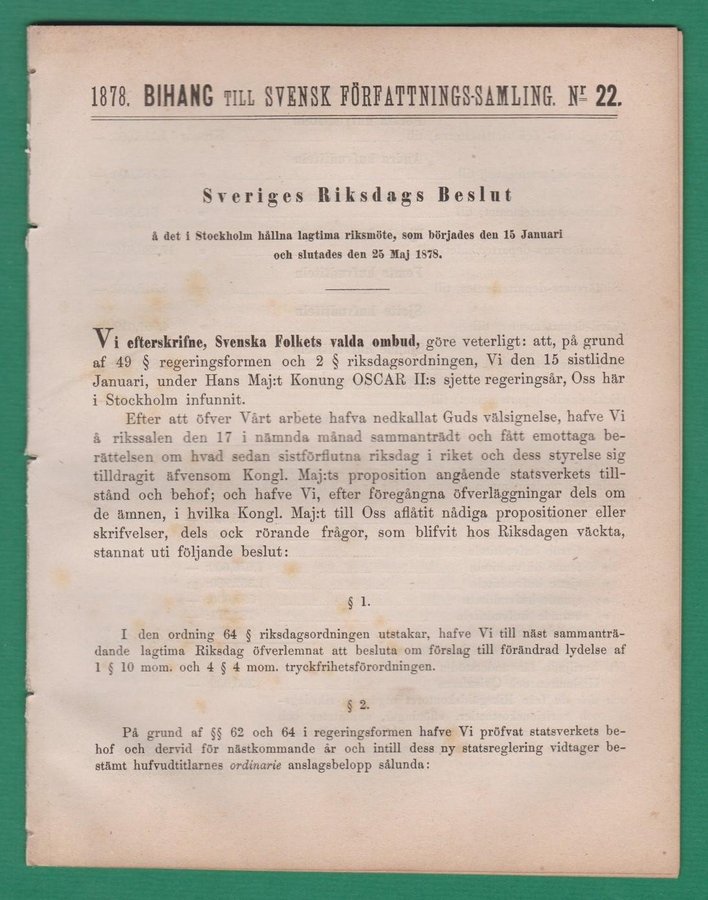 1878. BIHANG TILL SVENSK FÖRFATTNINGS-SAMLING. Nr 22.
Sveriges Riksdags Beslut
å det i Stockholm hållna lagtima riksmöte, som börjades den 15 Januari
och slutades den 25 Maj 1878.
Vi efterskrifne, Svenska Folkets valda ombud, göre veterligt: att, på grund
af 49 § regeringsformen och 2 § riksdagsordningen, Vi den 15 sistlidne
Januari, under Hans Maj:t Konung OSCAR II:s sjette regeringsår, Oss här
i Stockholm infunnit.
Efter att öfver Vårt arbete hafva nedkallat Guds välsignelse, hafve Vi
å rikssalen den 17 i nämnda månad sammanträdt och fått emottaga be-
rättelsen om hvad sedan sistförflutna riksdag i riket och dess styrelse sig
tilldragit äfvensom Kongl. Maj:ts proposition angående statsverkets till-
stånd och behof; och hafve Vi, efter föregångna öfverläggningar dels om
de ämnen, i hvilka Kongl. Maj:t till Oss aflåtit nådiga propositioner eller
skrifvelser, dels ock rörande frågor, som blifvit hos Riksdagen väckta,
stannat uti följande beslut:
§ 1.
I den ordning 64 § riksdagsordningen utstakar, hafve Vi till näst sammanträ-
dande lagtima Riksdag öfverlemnat att besluta om förslag till förändrad lydelse af
1 § 10 mom. och 4 § 4 mom. tryckfrihetsförordningen.
§ 2.
På grund af §§ 62 och 64 i regeringsformen hafve Vi pröfvat statsverkets be-
hof och dervid för nästkommande år och intill dess ny statsreglering vidtager be-
stämt hufvudtitlarnes ordinarie anslagsbelopp sålunda: